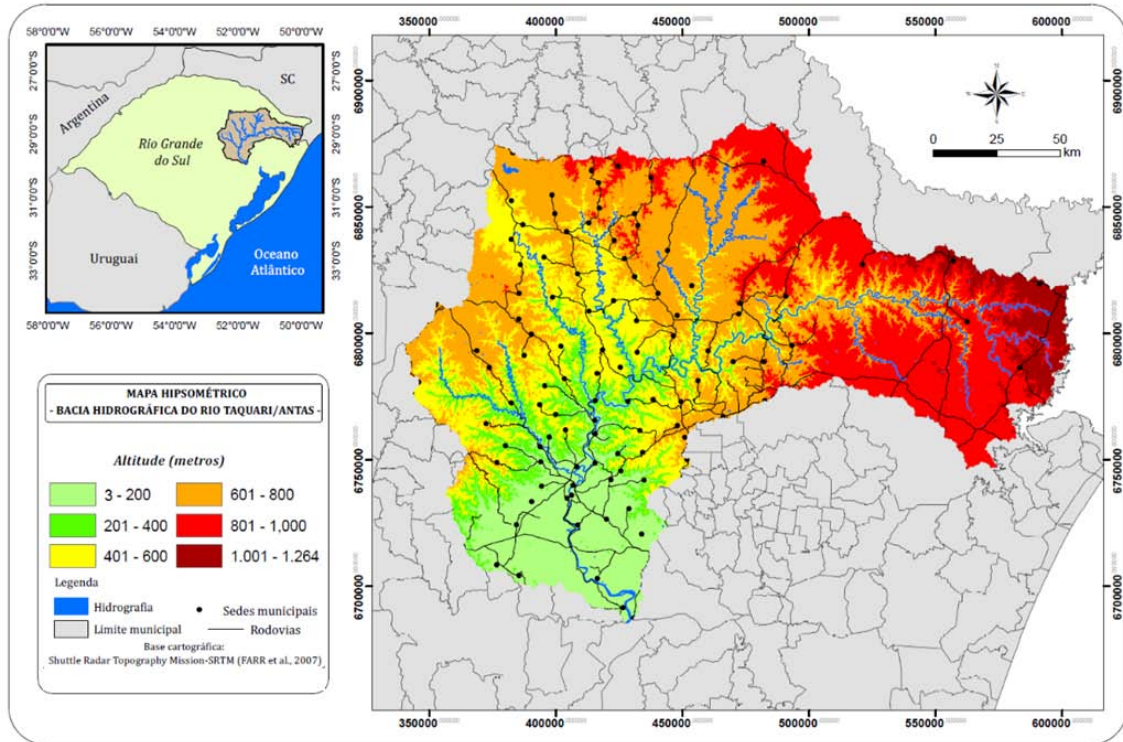 58°0'0"W 56°0'0"W 54°0'0"W 52°0'0"W 50°0'0"W
27°0'0"S
29°0'0"S
31°0'0"S
33°0'0"S
27°0'0"S
29°0'0"S
31°0'0"S
33°0'0"S
SC
Argentina
Rio Grande
do Sul
Uruguai
Oceano
Atlântico
58°0'0"W 56°0'0"W 54°0'0"W 52°0'0"W 50°0'0"W
MAPA HIPSOMÉTRICO
- BACIA HIDROGRÁFICA DO RIO TAQUARI/ANTAS -
Altitude (metros)
3 - 200
601 - 800
201 - 400
801 - 1,000
401 - 600
1.001 - 1.264
Legenda
Hidrografia
Sedes municipais
Limite municipal
Rodovias
Base cartográfica:
Shuttle Radar Topography Mission-SRTM (FARR et al., 2007)
350000 400000 450000 500000 550000 600000
6900000
6850000
6800000
6750000
6700000
0 25 50
km
6900000
6850000
6800000
6750000
6700000
350000 400000 450000 500000 550000 600000